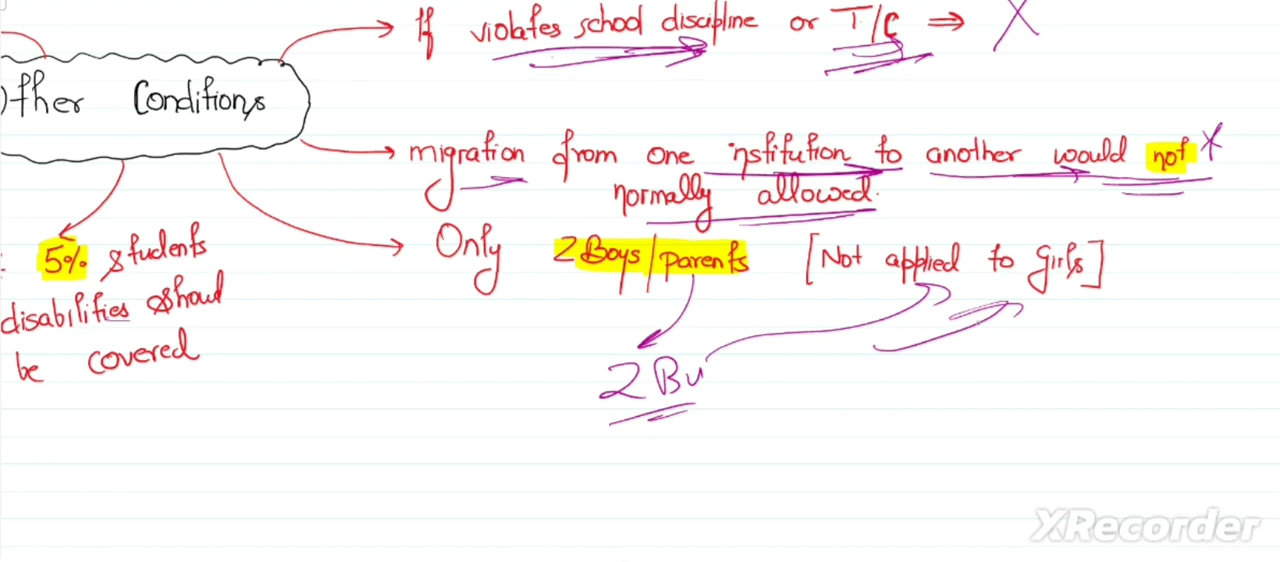 If violates school discipline or T/C ⇒ X
Other Conditions
migration from one institution to another would not X
normally allowed.
Only 2 Boys/parents [Not applied to girls]
5% students
disabilities shoud
be covered
2 Bu
XRecorder